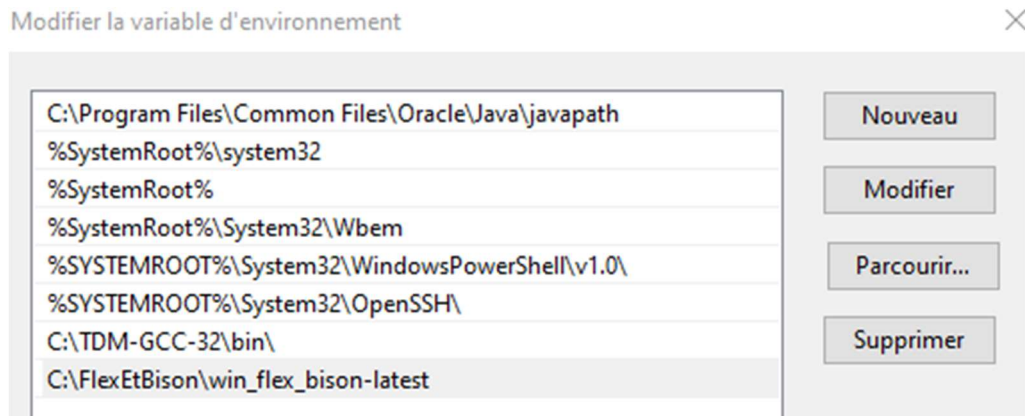 Modifier la variable d'environnement
C:\Program Files\Common Files\Oracle\Java\javapath
Nouveau
%SystemRoot%\system32
%SystemRoot%
Modifier
%SystemRoot%\System32\Wbem
%SYSTEMROOT%\System32\WindowsPowerShell\v1.0\
Parcourir...
%SYSTEMROOT%\System32\OpenSSH\
C:\TDM-GCC-32\bin\
Supprimer
C:\FlexEtBison\win_flex_bison-latest